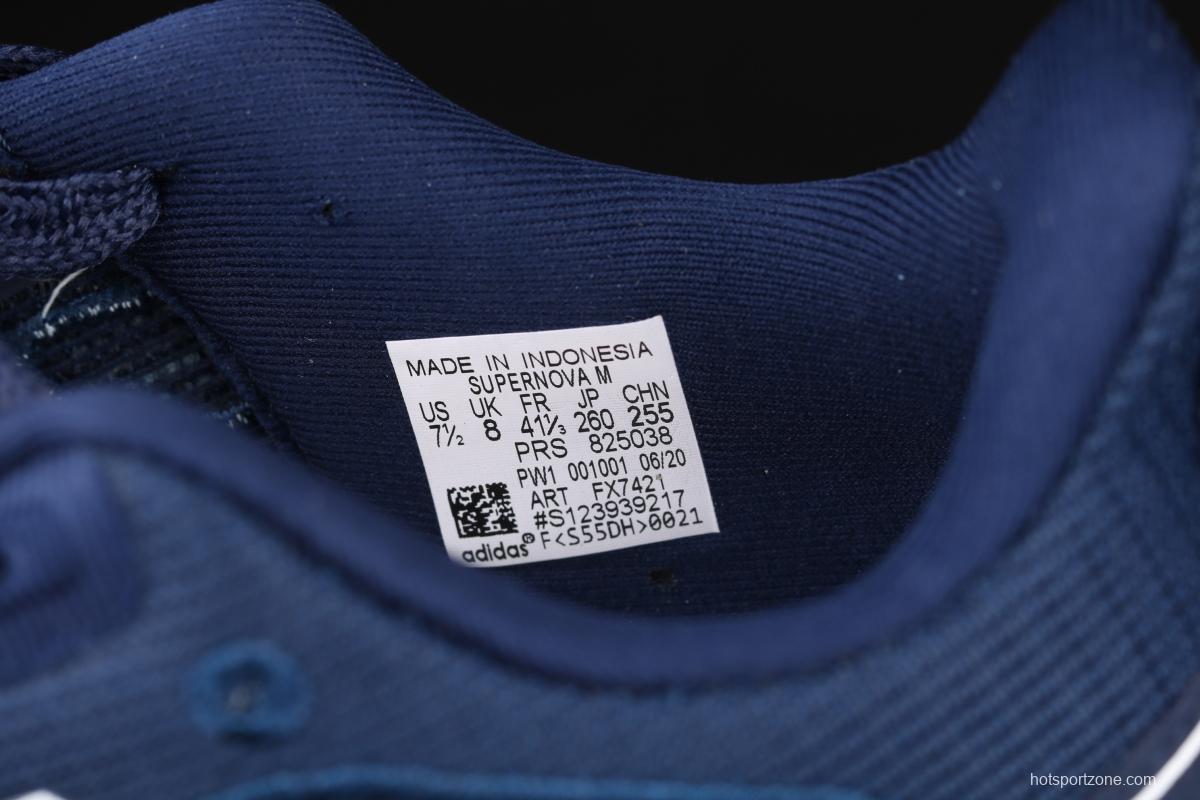 MADE IN INDONESIA
SUPERNOVA M
US UK FR JP CHN
7½ 8 41⅓ 260 255
PRS 825038
PW1 001001 06/20
ART FX7421
#S123939217
adidas® F<S55DH>0021
hotsportzone.com